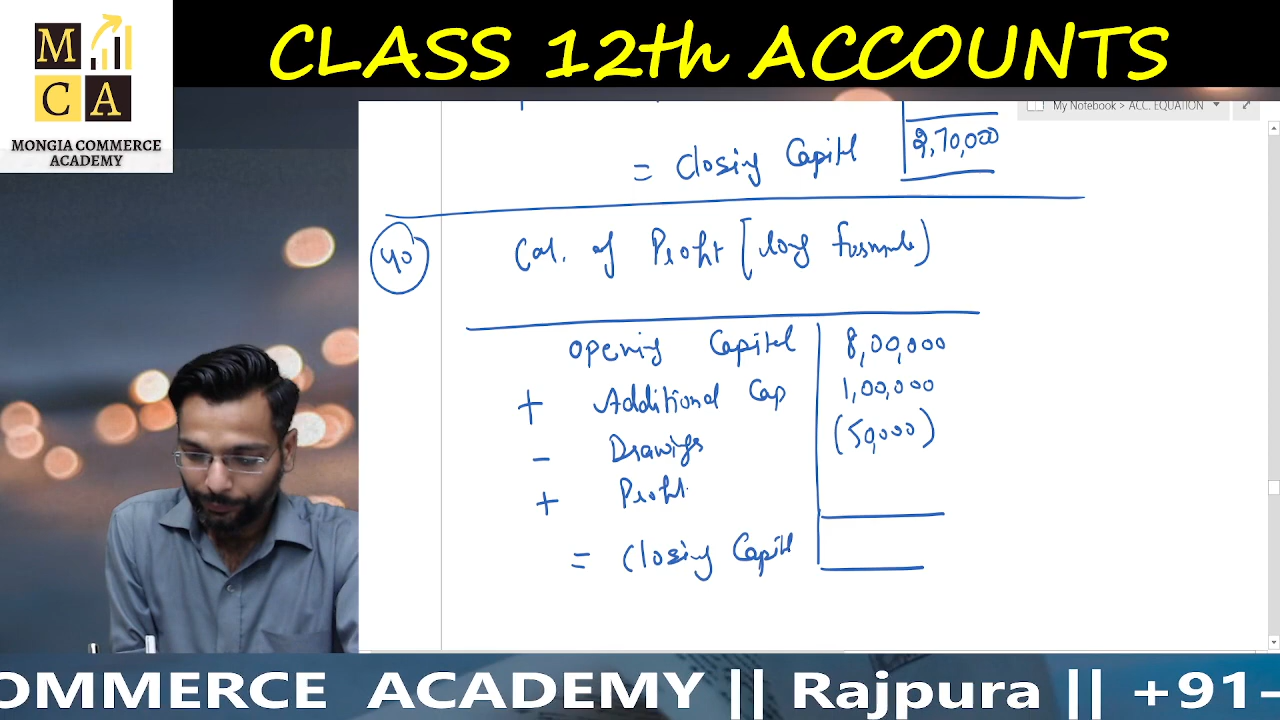 M
C A
MONGIA COMMERCE
ACADEMY
CLASS 12th ACCOUNTS
My Notebook > ACC. EQUATION
= Closing Capital 2,70,000
40 Cal. of Profit [long formula)
Opening Capital 8,00,000
+ Additional Cap 1,00,000
- Drawings (50,000)
+ Profit
= Closing Capital
OMMERCE ACADEMY || Rajpura || +91-